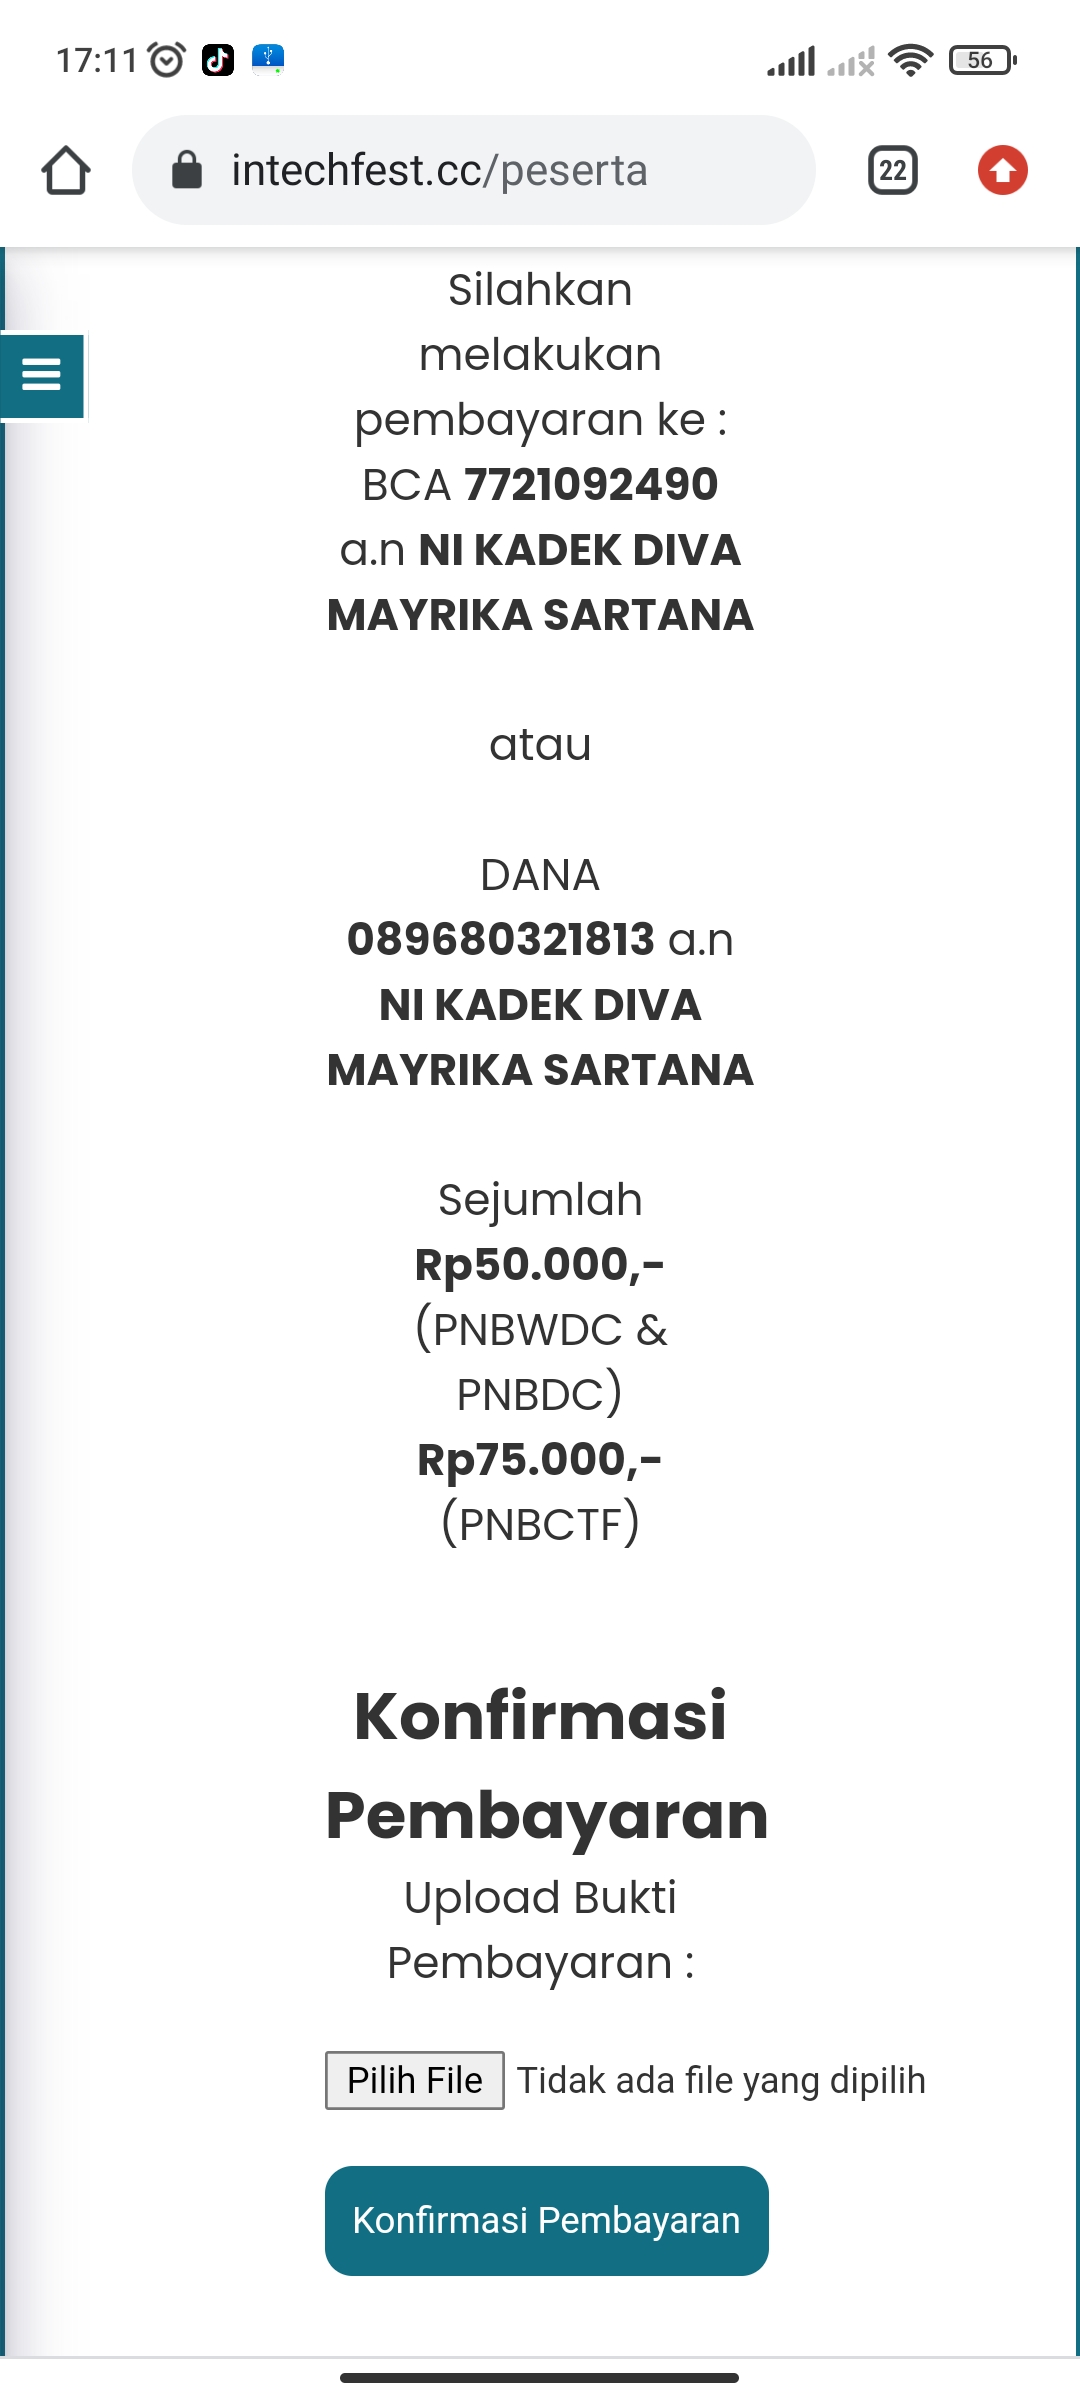 17:11
56
intechfest.cc/peserta
22
Silahkan
melakukan
pembayaran ke :
BCA 7721092490
a.n NI KADEK DIVA
MAYRIKA SARTANA
atau
DANA
089680321813 a.n
NI KADEK DIVA
MAYRIKA SARTANA
Sejumlah
Rp50.000,-
(PNBWDC &
PNBDC)
Rp75.000,-
(PNBCTF)
Konfirmasi
Pembayaran
Upload Bukti
Pembayaran :
Pilih File Tidak ada file yang dipilih
Konfirmasi Pembayaran